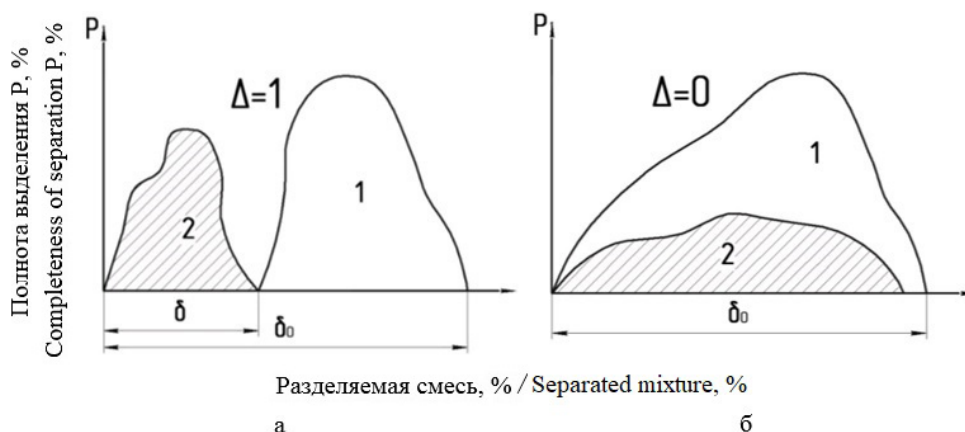 Полнота выделения P, %
Completeness of separation P, %
P
Δ=1
1
2
δ
δ₀
P
Δ=0
1
2
δ₀
Разделяемая смесь, % / Separated mixture, %
а
б